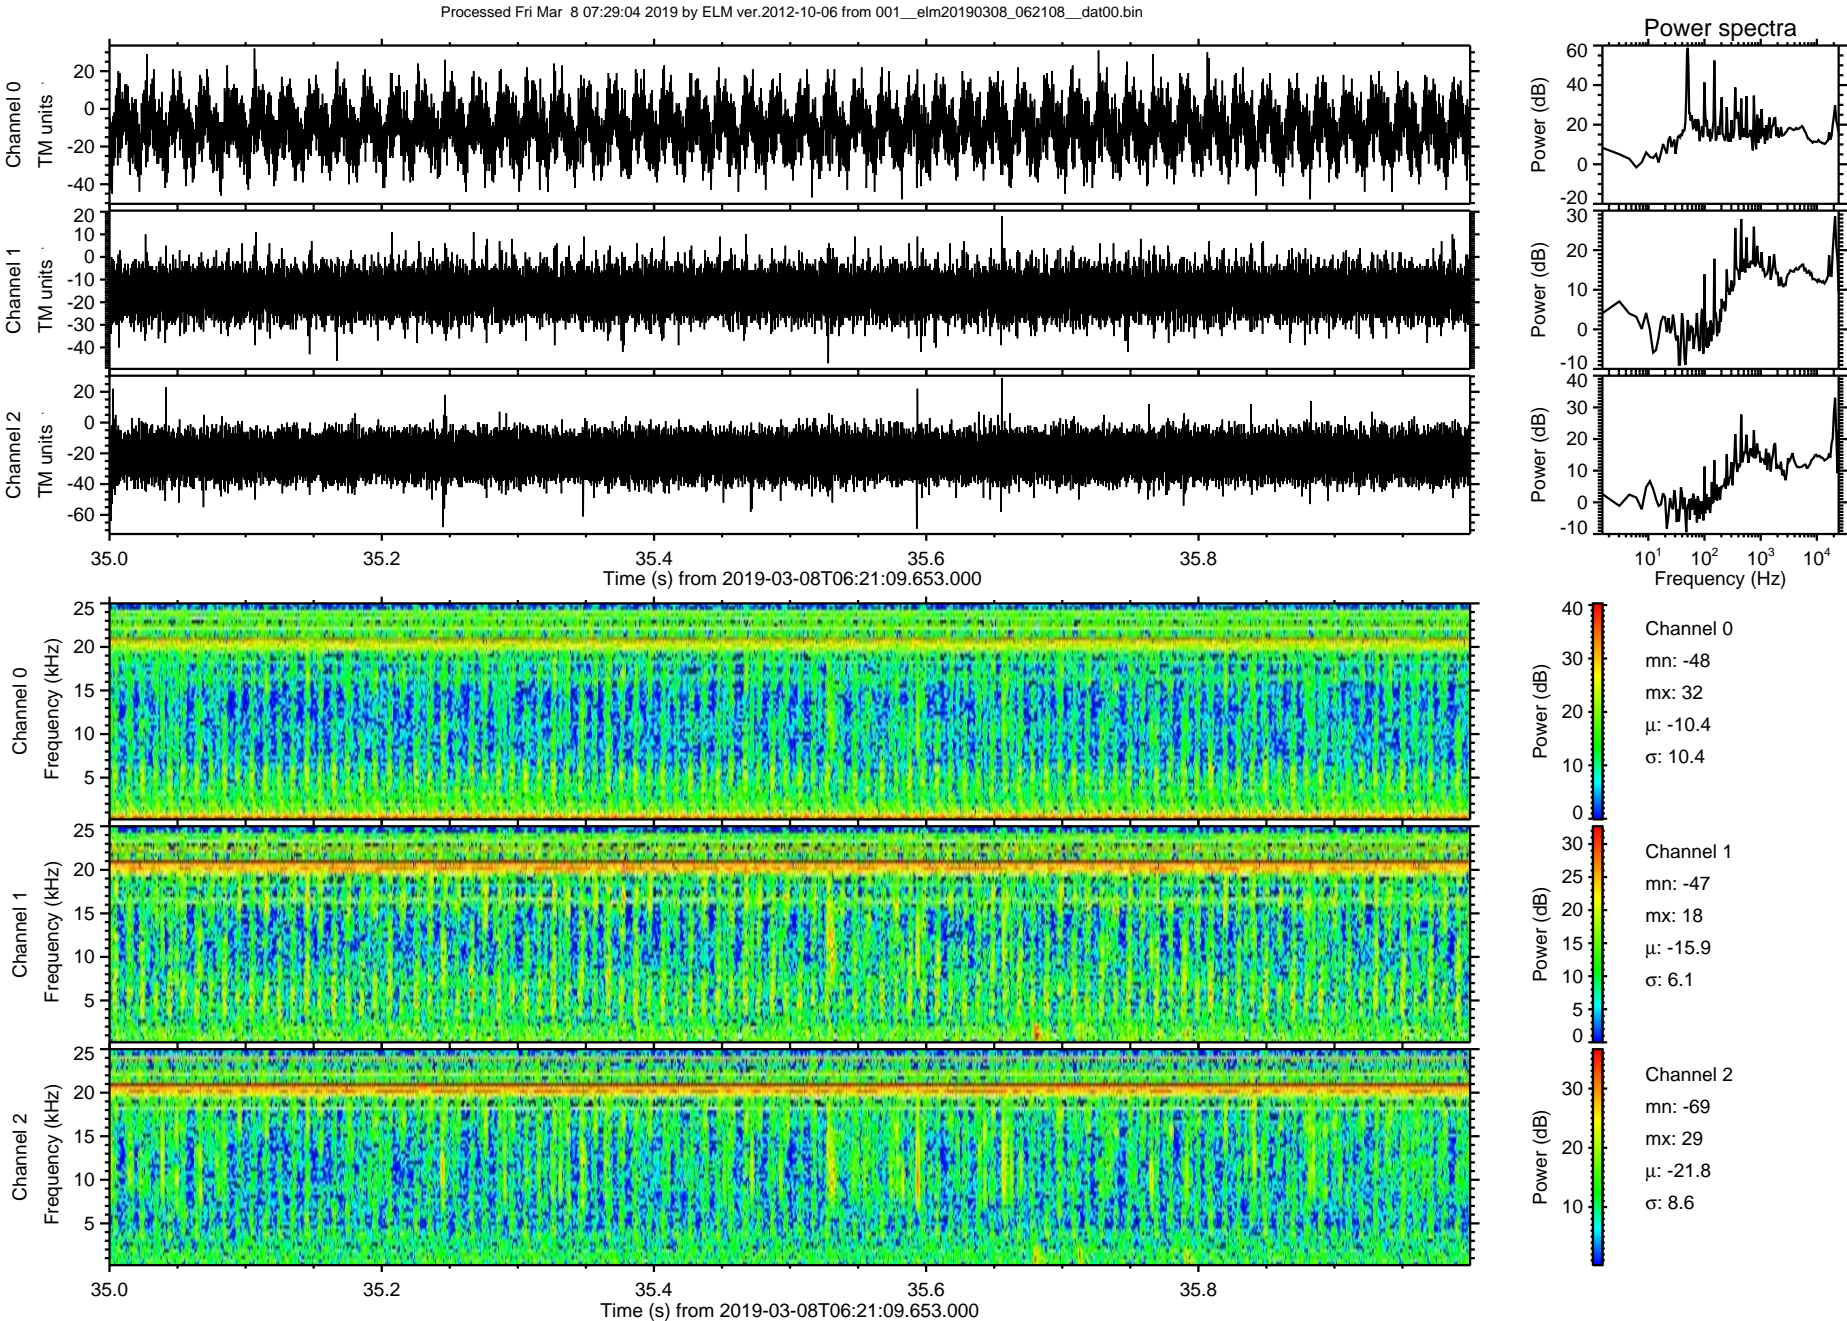 Processed Fri Mar  8 07:29:04 2019 by ELM ver.2012-10-06 from 001__elm20190308_062108__dat00.bin
Power spectra
Channel 0
TM units
20
0
-20
-40
Power (dB)
60
40
20
0
-20
Channel 1
TM units
20
10
0
-10
-20
-30
-40
Power (dB)
30
20
10
0
-10
Channel 2
TM units
20
0
-20
-40
-60
Power (dB)
40
30
20
10
0
-10
35.0 35.2 35.4 35.6 35.8
Time (s) from 2019-03-08T06:21:09.653.000
10^1 10^2 10^3 10^4
Frequency (Hz)
Channel 0
Frequency (kHz)
25
20
15
10
5
Power (dB)
40
30
20
10
0
Channel 0
mn: -48
mx: 32
μ: -10.4
σ: 10.4
Channel 1
Frequency (kHz)
25
20
15
10
5
Power (dB)
30
25
20
15
10
5
0
Channel 1
mn: -47
mx: 18
μ: -15.9
σ: 6.1
Channel 2
Frequency (kHz)
25
20
15
10
5
Power (dB)
30
20
10
Channel 2
mn: -69
mx: 29
μ: -21.8
σ: 8.6
35.0 35.2 35.4 35.6 35.8
Time (s) from 2019-03-08T06:21:09.653.000